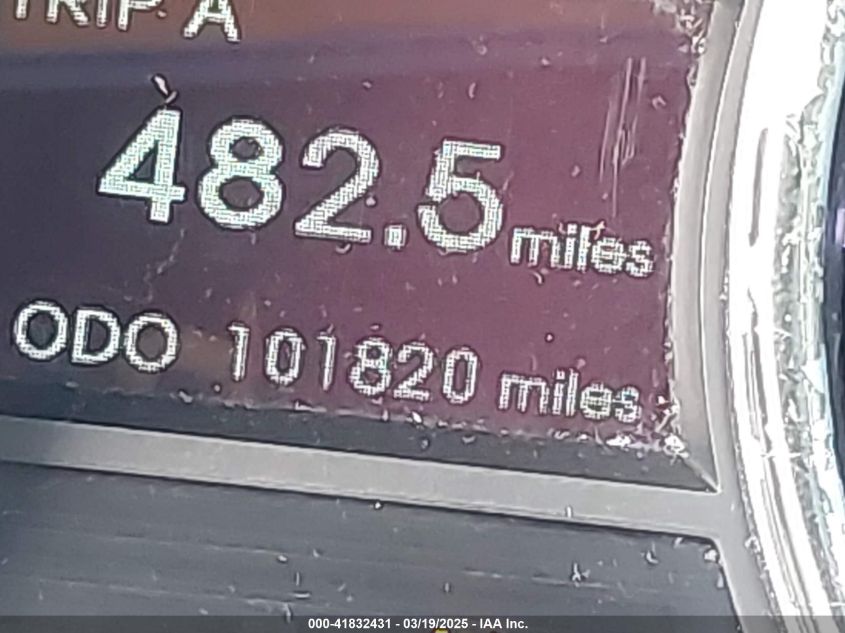 TRIP A
482.5 miles
ODO 101820 miles
000-41832431 - 03/19/2025 - IAA Inc.